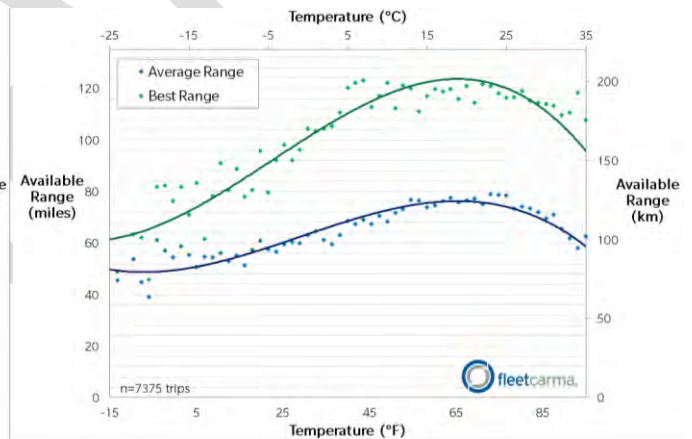 Temperature (°C)
-25 -15 -5 5 15 25 35
Average Range
Best Range
120
100
80
60
40
20
0
e
Available
Range
(miles)
200
150
100
50
0
Available
Range
(km)
n=7375 trips
fleetcarma
-15 5 25 45 65 85
Temperature (°F)